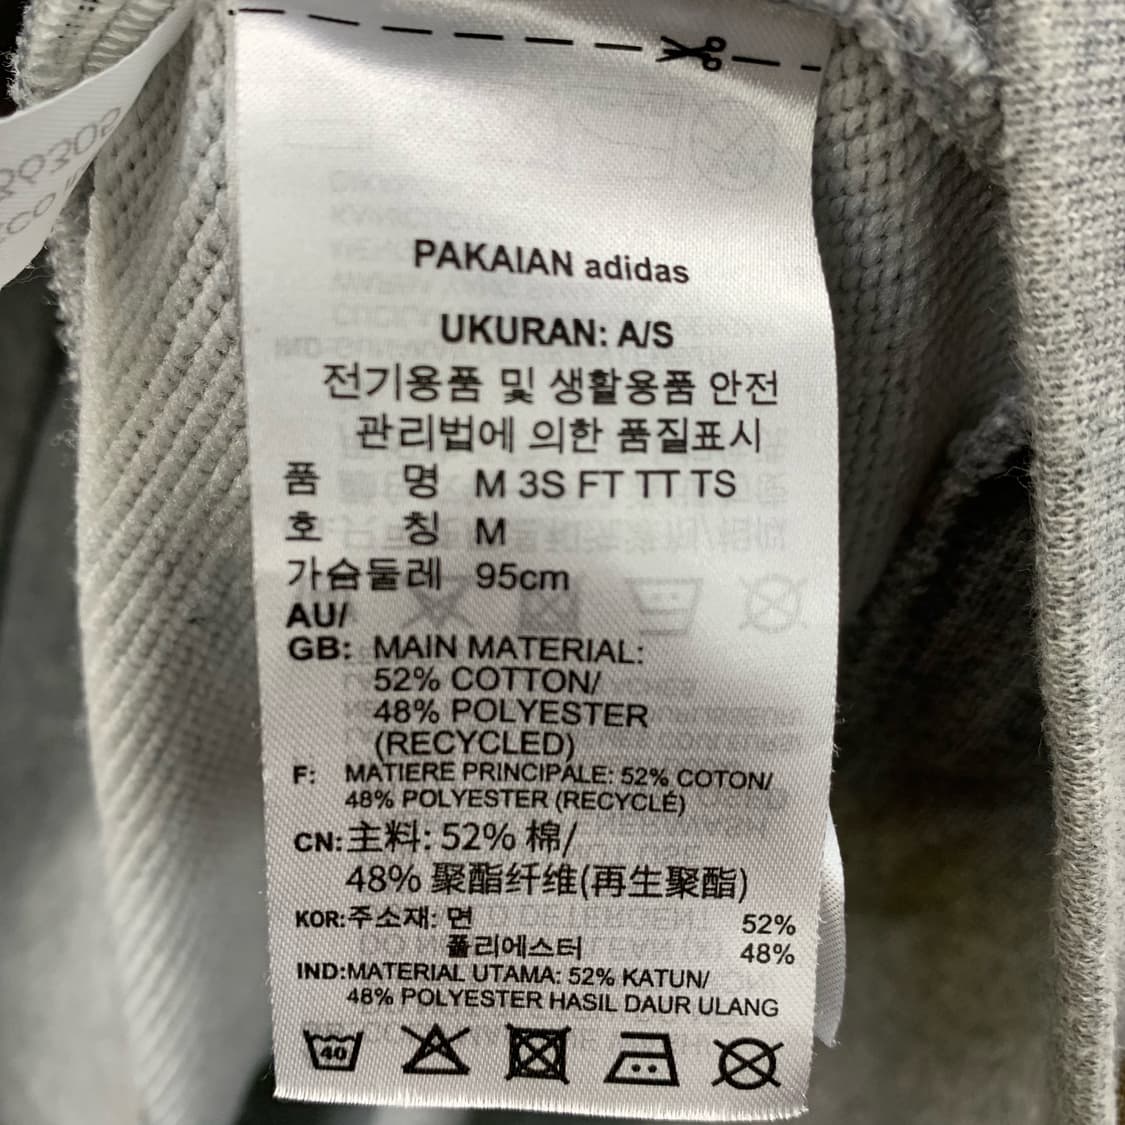 PAKAIAN adidas
UKURAN: A/S
전기용품 및 생활용품 안전
관리법에 의한 품질표시
품 명 M 3S FT TT TS
호 칭 M
가슴둘레 95cm
AU/
GB: MAIN MATERIAL:
52% COTTON/
48% POLYESTER
(RECYCLED)
F: MATIERE PRINCIPALE: 52% COTON/
48% POLYESTER (RECYCLÉ)
CN:主料: 52% 棉/
48% 聚酯纤维(再生聚酯)
KOR:주소재: 면 52%
폴리에스터 48%
IND:MATERIAL UTAMA: 52% KATUN/
48% POLYESTER HASIL DAUR ULANG
40